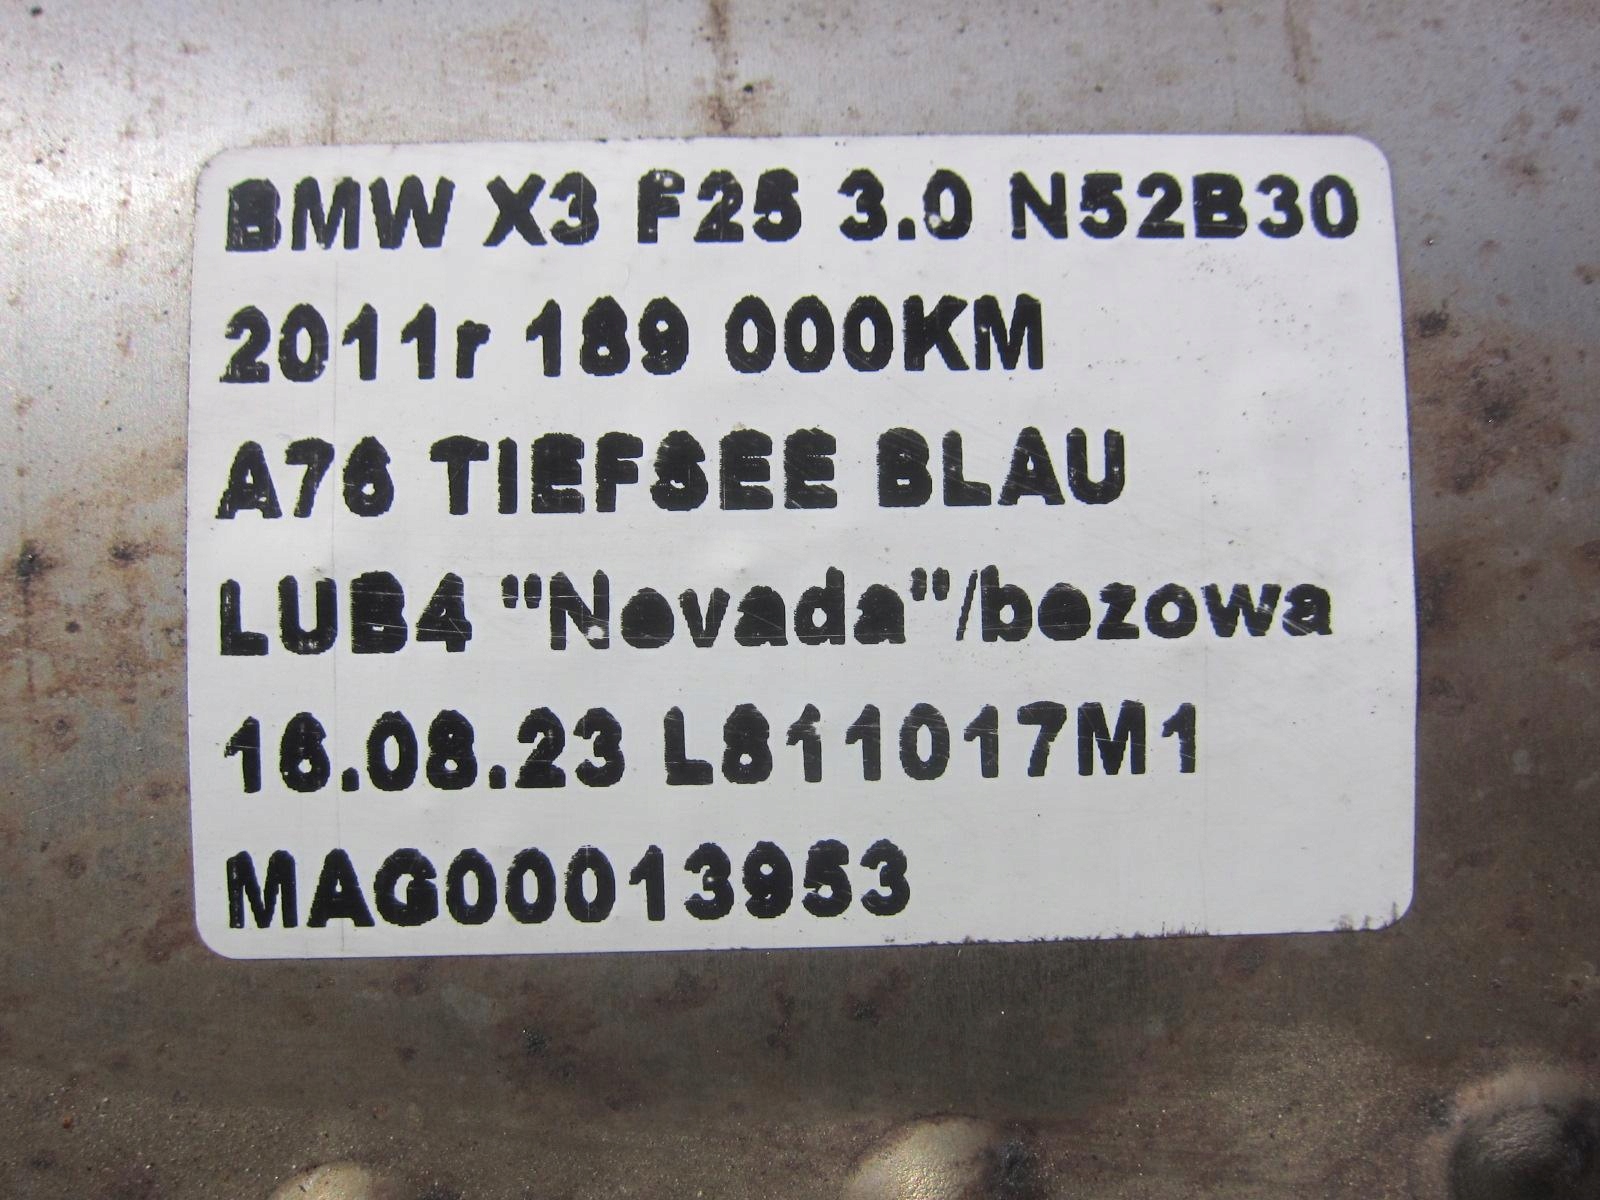 BMW X3 F25 3.0 N52B30
2011r 189 000KM
A76 TIEFSEE BLAU
LUB4 "Nevada"/bezowa
16.08.23 L811017M1
MAG00013953